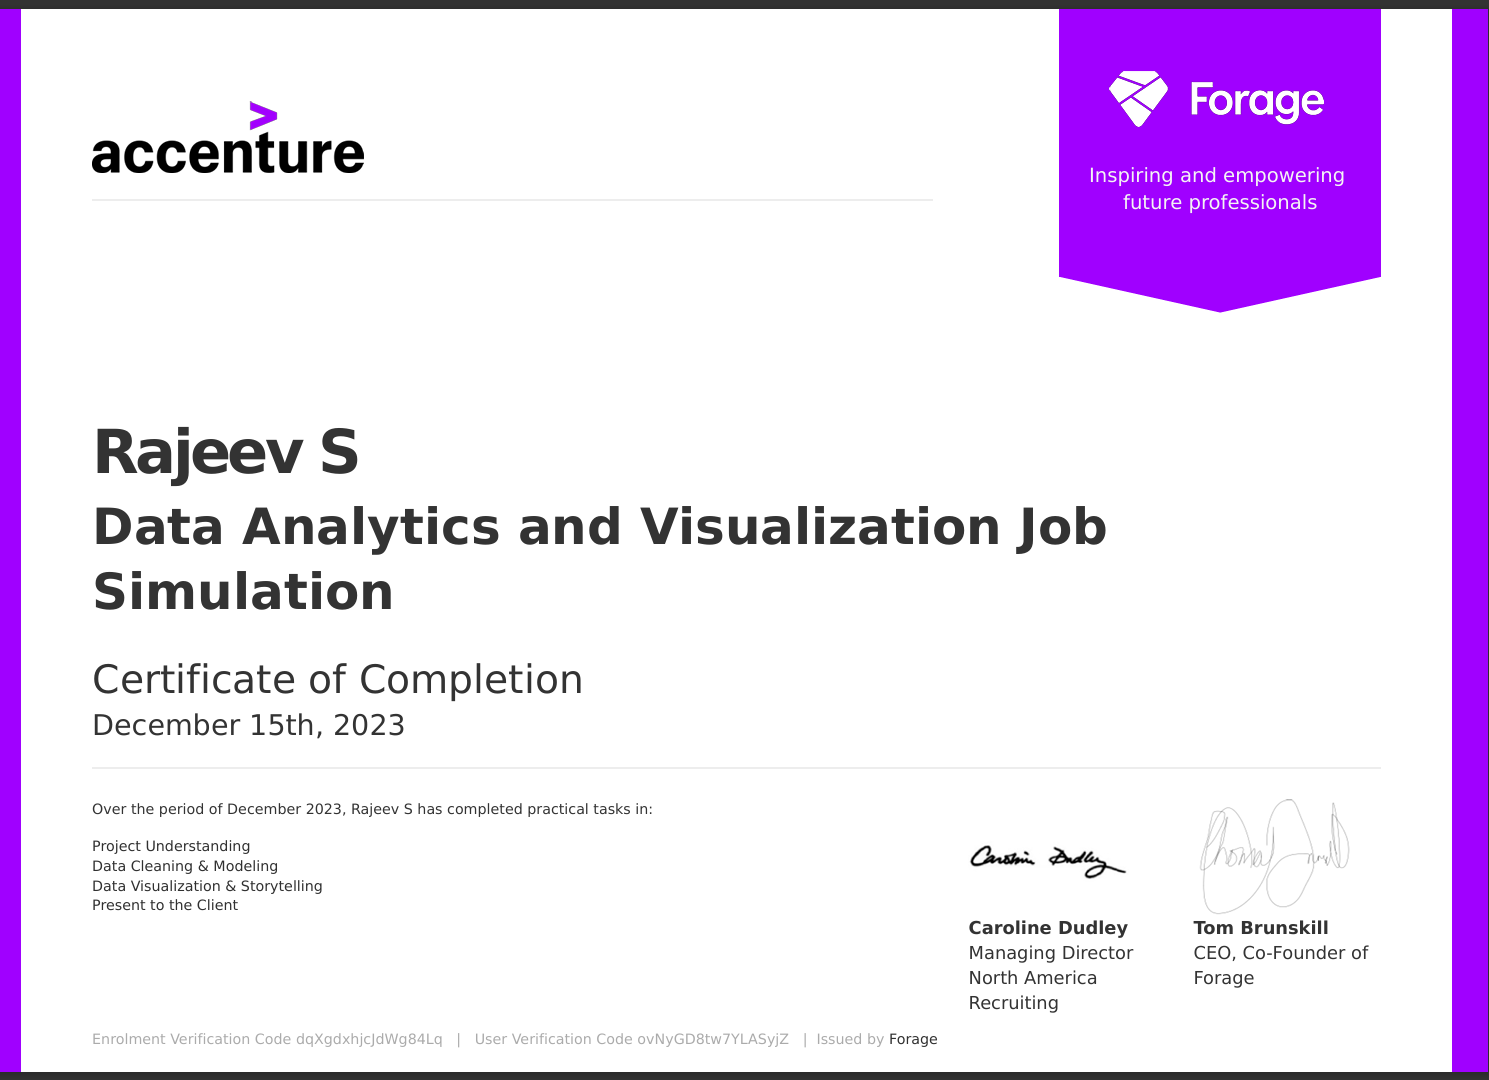 accenture
>
Forage
Inspiring and empowering
future professionals
Rajeev S
Data Analytics and Visualization Job
Simulation
Certificate of Completion
December 15th, 2023
Over the period of December 2023, Rajeev S has completed practical tasks in:
Project Understanding
Data Cleaning & Modeling
Data Visualization & Storytelling
Present to the Client
Caroline Dudley
Thomas Brunskill
Caroline Dudley
Managing Director
North America
Recruiting
Tom Brunskill
CEO, Co-Founder of
Forage
Enrolment Verification Code dqXgdxhjcJdWg84Lq | User Verification Code ovNyGD8tw7YLASyjZ | Issued by Forage